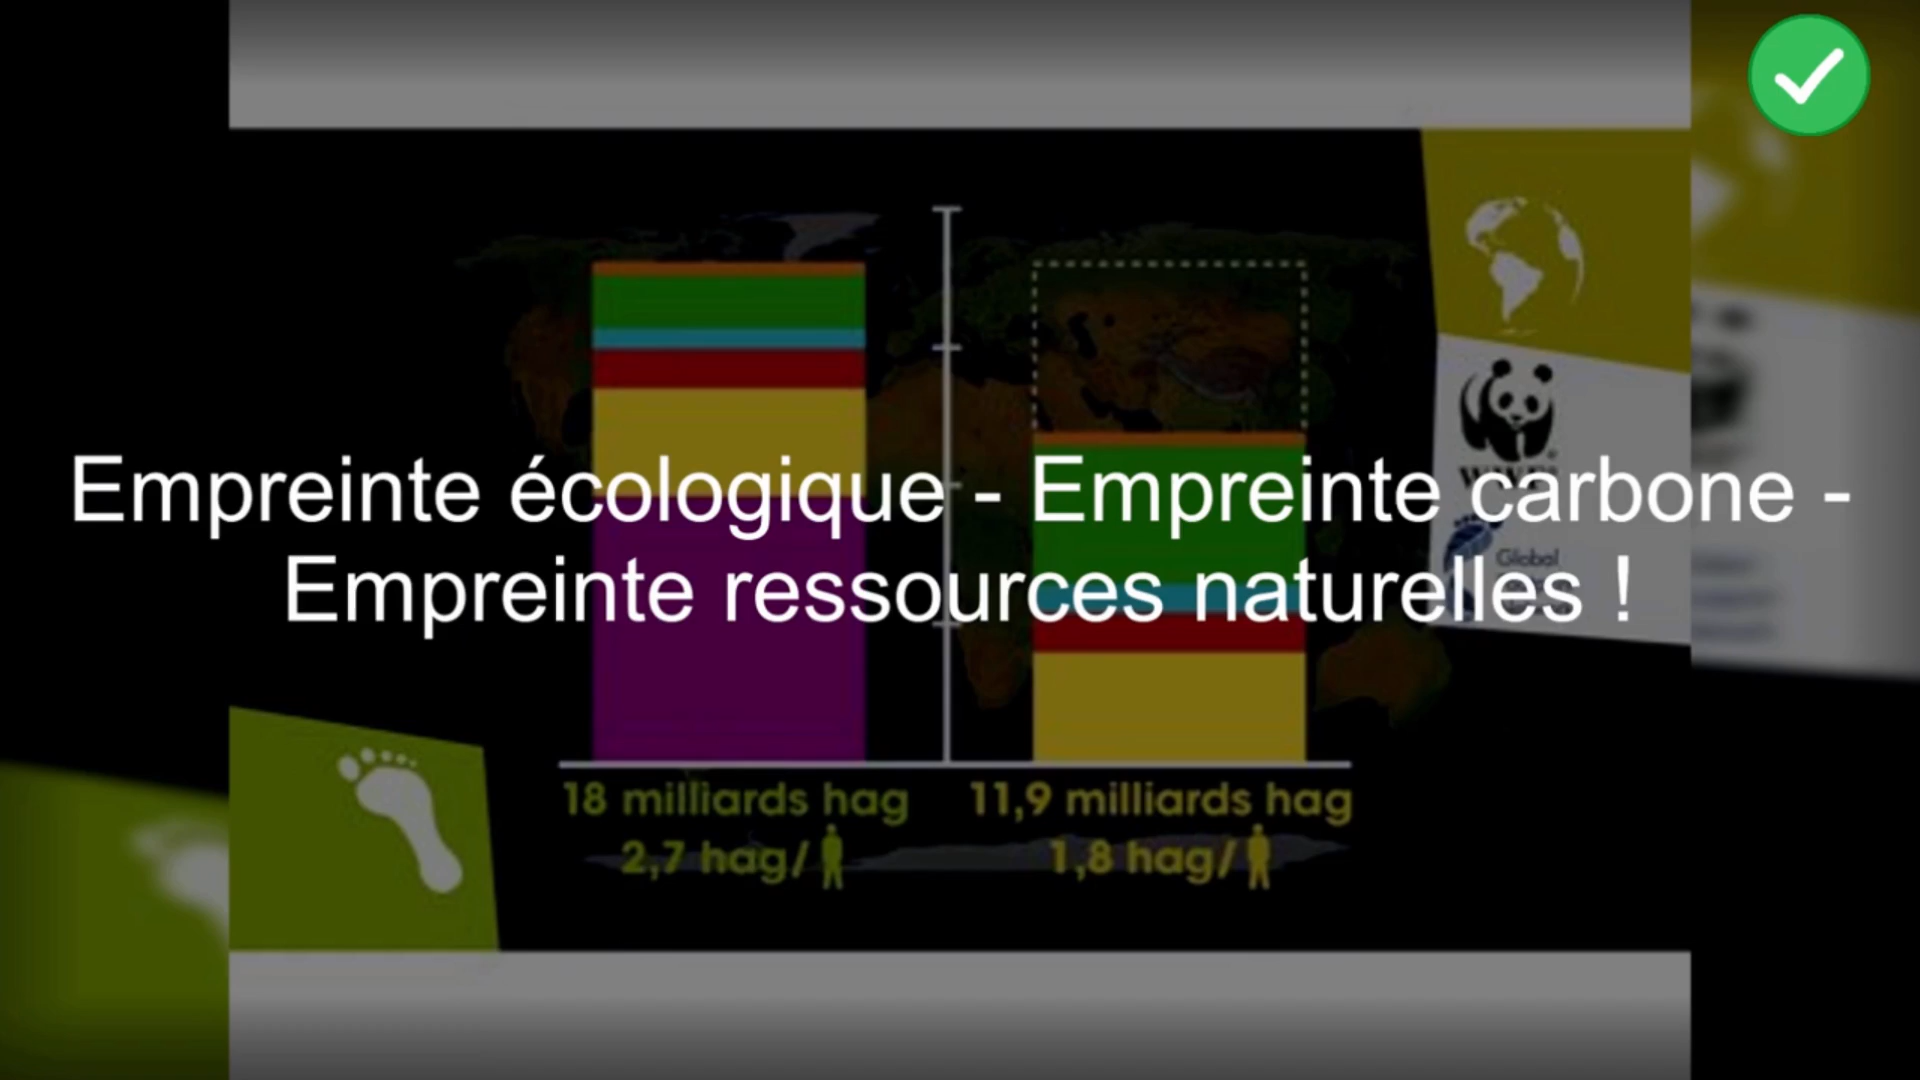 Empreinte écologique - Empreinte carbone -
Empreinte ressources naturelles !
Global
18 milliards hag
11,9 milliards hag
2,7 hag/
1,8 hag/